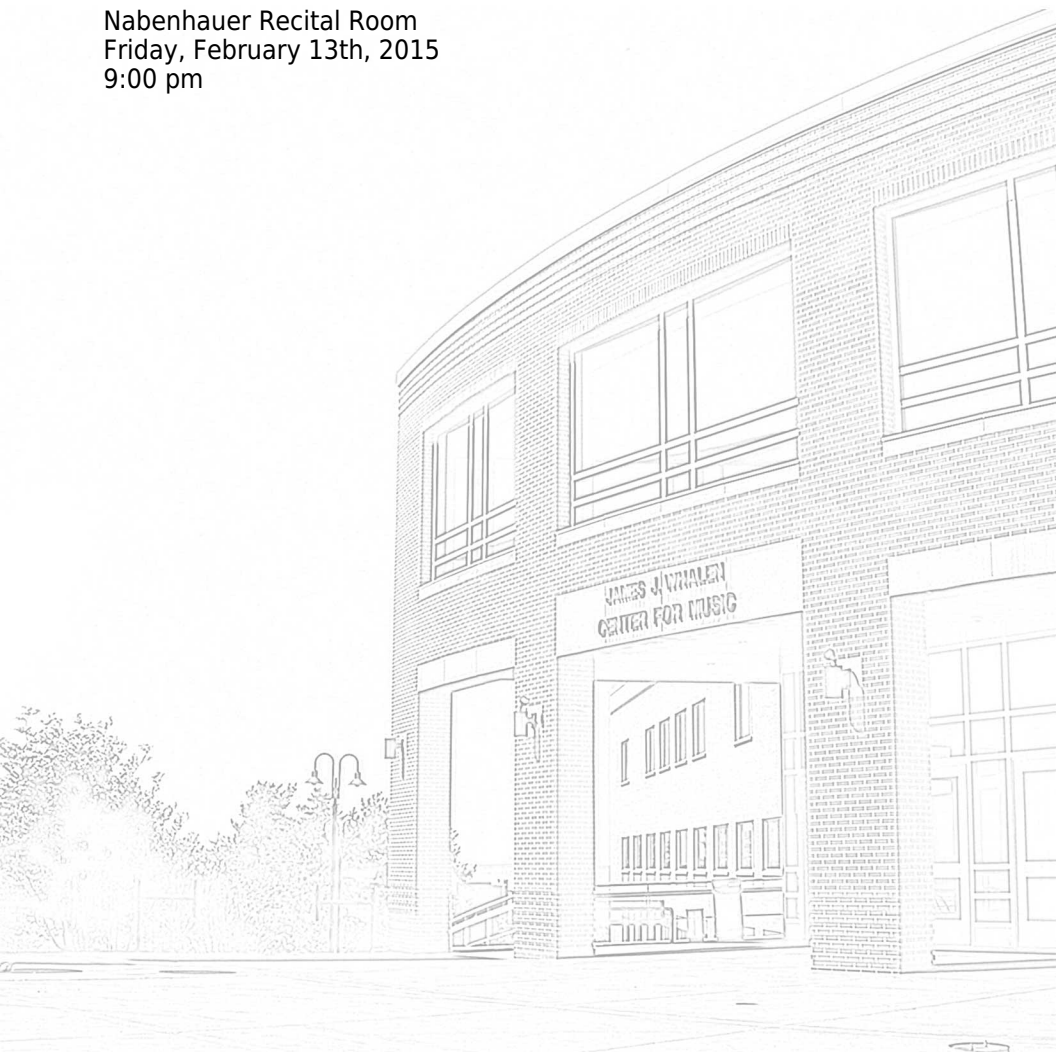 Nabenhauer Recital Room
Friday, February 13th, 2015
9:00 pm
JAMES J. WHALEN
CENTER FOR MUSIC